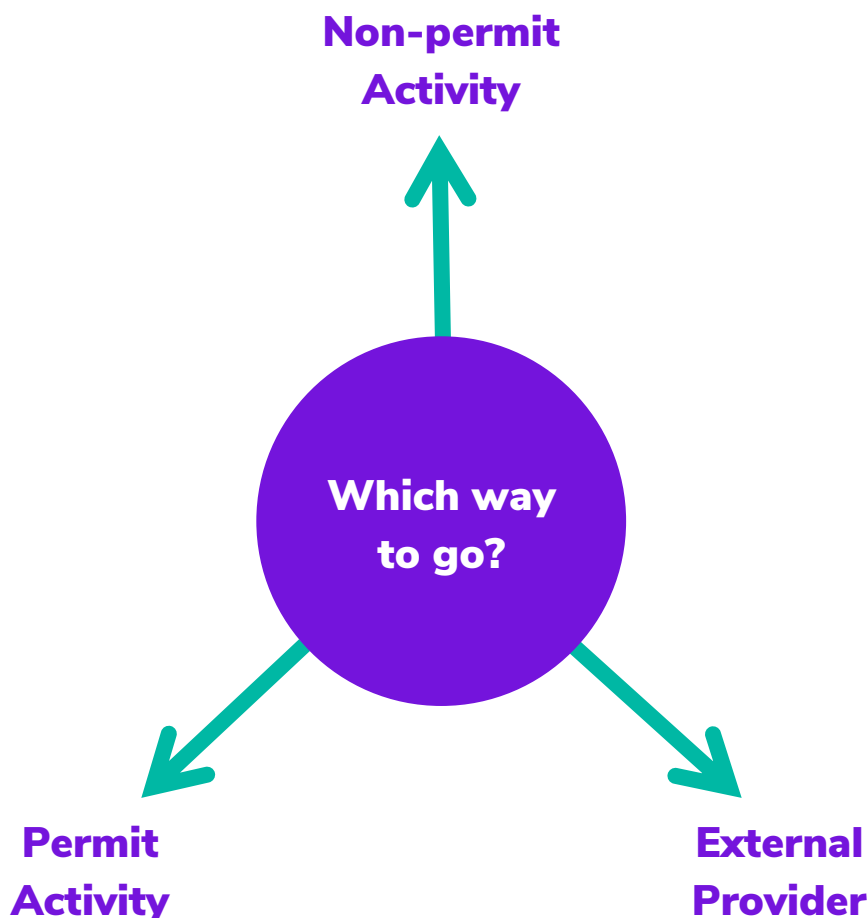 Non-permit
Activity
Which way
to go?
Permit
Activity
External
Provider